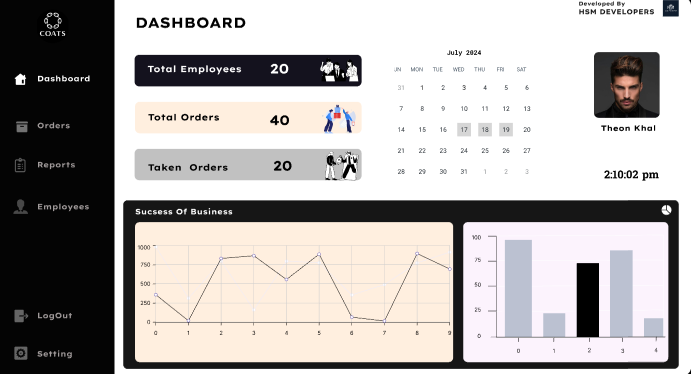 Developed By
HSM DEVELOPERS
COATS
DASHBOARD
Dashboard
Orders
Reports
Employees
LogOut
Setting
Total Employees 20
Total Orders 40
Taken Orders 20
July 2024
UN MON TUE WED THU FRI SAT
31 1 2 3 4 5 6
7 8 9 10 11 12 13
14 15 16 17 18 19 20
21 22 23 24 25 26 27
28 29 30 31 1 2 3
Theon Khal
2:10:02 pm
Sucsess Of Business
1000
750
500
250
0
0 1 2 3 4 5 6 7 8 9
100
75
50
25
0
0 1 2 3 4